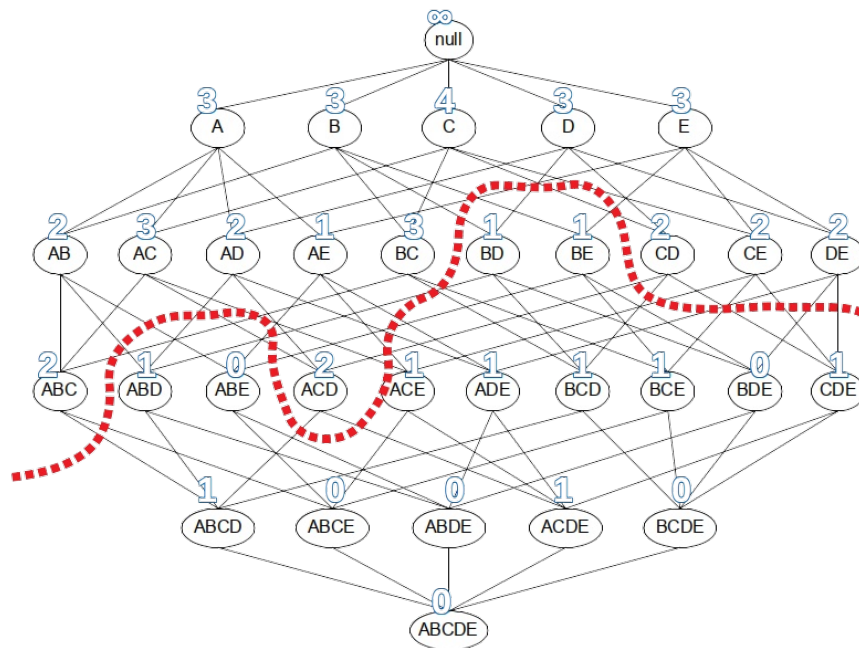 ∞
null
3 3 4 3 3
A B C D E
2 3 2 1 3 1 1 2 2 2
AB AC AD AE BC BD BE CD CE DE
2 1 0 2 1 1 1 1 0 1
ABC ABD ABE ACD ACE ADE BCD BCE BDE CDE
1 0 0 1 0
ABCD ABCE ABDE ACDE BCDE
0
ABCDE